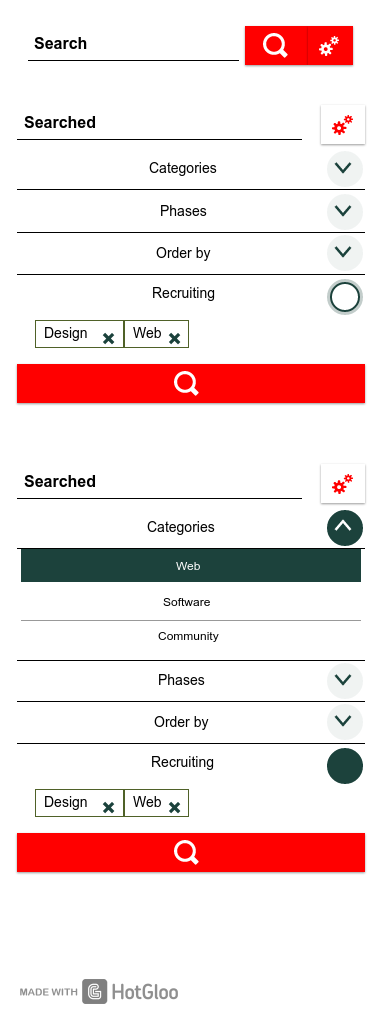 Search
Searched
Categories
Phases
Order by
Recruiting
Design Web
Searched
Categories
Web
Software
Community
Phases
Order by
Recruiting
Design Web
MADE WITH HotGloo